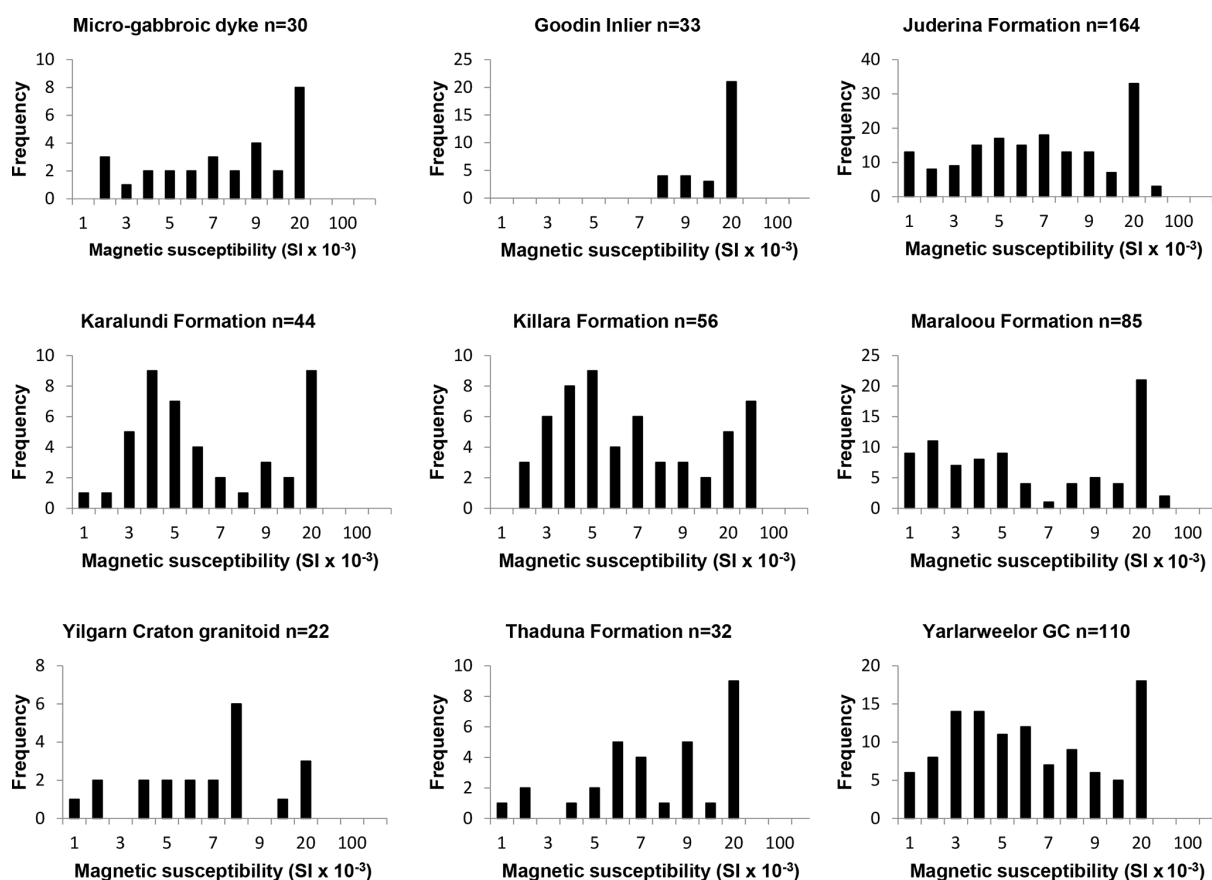 Micro-gabbroic dyke n=30
Frequency
10
8
6
4
2
0
1 3 5 7 9 20 100
Magnetic susceptibility (SI x 10⁻³)
Goodin Inlier n=33
Frequency
25
20
15
10
5
0
1 3 5 7 9 20 100
Magnetic susceptibility (SI x 10⁻³)
Juderina Formation n=164
Frequency
40
30
20
10
0
1 3 5 7 9 20 100
Magnetic susceptibility (SI x 10⁻³)
Karalundi Formation n=44
Frequency
10
8
6
4
2
0
1 3 5 7 9 20 100
Magnetic susceptibility (SI x 10⁻³)
Killara Formation n=56
Frequency
10
8
6
4
2
0
1 3 5 7 9 20 100
Magnetic susceptibility (SI x 10⁻³)
Maraloou Formation n=85
Frequency
25
20
15
10
5
0
1 3 5 7 9 20 100
Magnetic susceptibility (SI x 10⁻³)
Yilgarn Craton granitoid n=22
Frequency
8
6
4
2
0
1 3 5 7 9 20 100
Magnetic susceptibility (SI x 10⁻³)
Thaduna Formation n=32
Frequency
10
8
6
4
2
0
1 3 5 7 9 20 100
Magnetic susceptibility (SI x 10⁻³)
Yarlarweelor GC n=110
Frequency
20
15
10
5
0
1 3 5 7 9 20 100
Magnetic susceptibility (SI x 10⁻³)